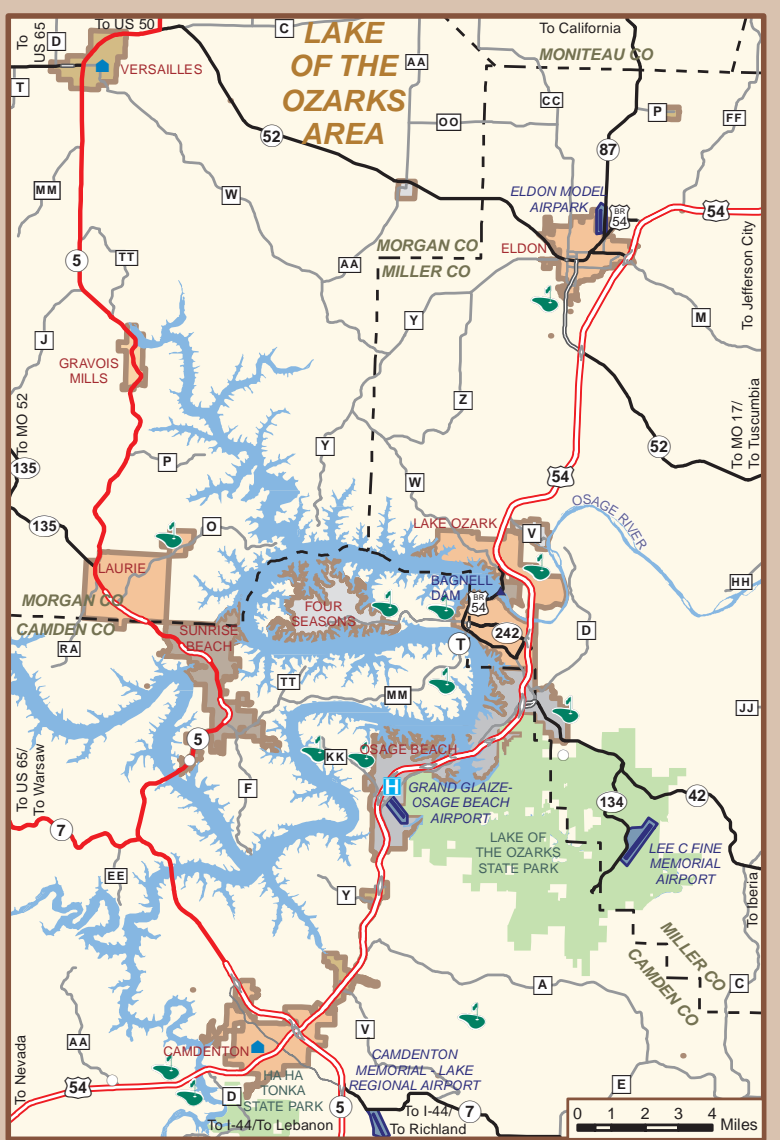 To US 50
C
To California
To
US 65
D
LAKE
OF THE
OZARKS
AREA
MONITEAU CO
T
VERSAILLES
AA
CC
P
FF
OO
52
87
MM
W
ELDON MODEL
AIRPARK
BR
54
54
MORGAN CO
MILLER CO
ELDON
To Jefferson City
5
TT
AA
Y
M
J
GRAVOIS
MILLS
Z
To MO 52
135
P
Y
52
To MO 17/
To Tuscumbia
W
54
OSAGE RIVER
135
O
LAKE OZARK
V
LAURIE
BAGNELL
DAM
HH
MORGAN CO
CAMDEN CO
FOUR
SEASONS
BR
54
SUNRISE
BEACH
242
D
RA
T
TT
MM
JJ
5
KK
OSAGE BEACH
To US 65/
To Warsaw
H
GRAND GLAIZE-
OSAGE BEACH
AIRPORT
F
134
42
7
LAKE OF
THE OZARKS
STATE PARK
LEE C FINE
MEMORIAL
AIRPORT
EE
Y
To Iberia
MILLER CO
CAMDEN CO
A
C
V
AA
CAMDENTON
CAMDENTON
MEMORIAL - LAKE
REGIONAL AIRPORT
To Nevada
54
HA HA
TONKA
STATE PARK
D
E
5
To I-44/To Lebanon
To I-44/
To Richland
7
0 1 2 3 4 Miles